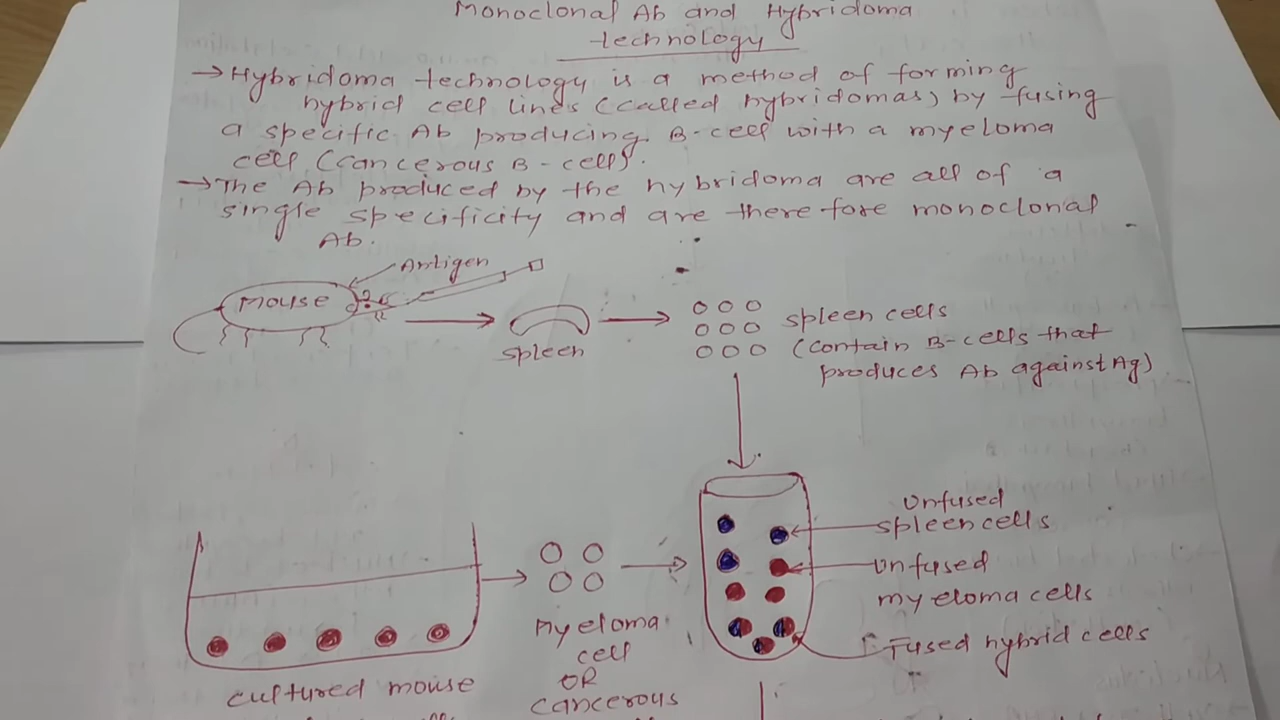 Monoclonal Ab and Hybridoma
technology
→ Hybridoma technology is a method of forming
hybrid cell lines (called hybridomas) by fusing
a specific Ab producing B-cell with a myeloma
cell (cancerous B-cell).
→ The Ab produced by the hybridoma are all of a
single specificity and are therefore monoclonal
Ab.
Antigen
Mouse
spleen
spleen cells
(contain B-cells that
produces Ab against Ag)
Unfused
spleen cells
Unfused
myeloma cells
Fused hybrid cells
Myeloma
cell
OR
cancerous
cultured mouse